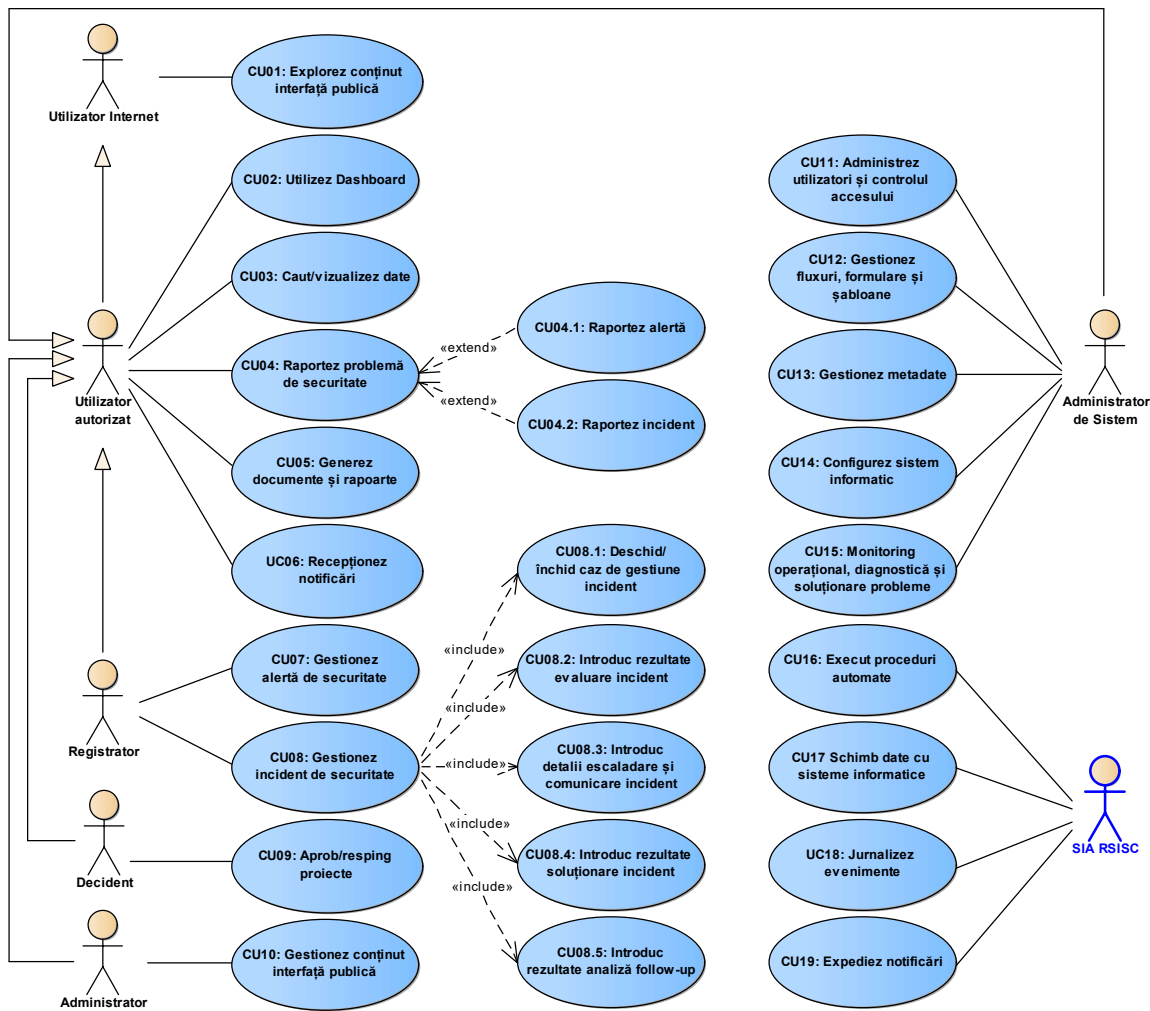 Utilizator Internet
CU01: Explorez conținut
interfață publică
CU02: Utilizez Dashboard
CU03: Caut/vizualizez date
Utilizator
autorizat
CU04: Raportez problemă
de securitate
«extend»
CU04.1: Raportez alertă
«extend»
CU04.2: Raportez incident
CU05: Generez
documente și rapoarte
UC06: Recepționez
notificări
Registrator
CU07: Gestionez
alertă de securitate
CU08: Gestionez
incident de securitate
«include»
CU08.1: Deschid/
închid caz de gestiune
incident
«include»
CU08.2: Introduc rezultate
evaluare incident
«include»
CU08.3: Introduc
detalii escaladare și
comunicare incident
«include»
CU08.4: Introduc rezultate
soluționare incident
«include»
CU08.5: Introduc
rezultate analiză follow-up
Decident
CU09: Aprob/resping
proiecte
Administrator
CU10: Gestionez conținut
interfață publică
CU11: Administrez
utilizatori și controlul
accesului
CU12: Gestionez
fluxuri, formulare și
șabloane
CU13: Gestionez metadate
CU14: Configurez sistem
informatic
CU15: Monitoring
operațional, diagnostică și
soluționare probleme
Administrator
de Sistem
CU16: Execut proceduri
automate
CU17 Schimb date cu
sisteme informatice
UC18: Jurnalizez
evenimente
CU19: Expediez notificări
SIA RSISC